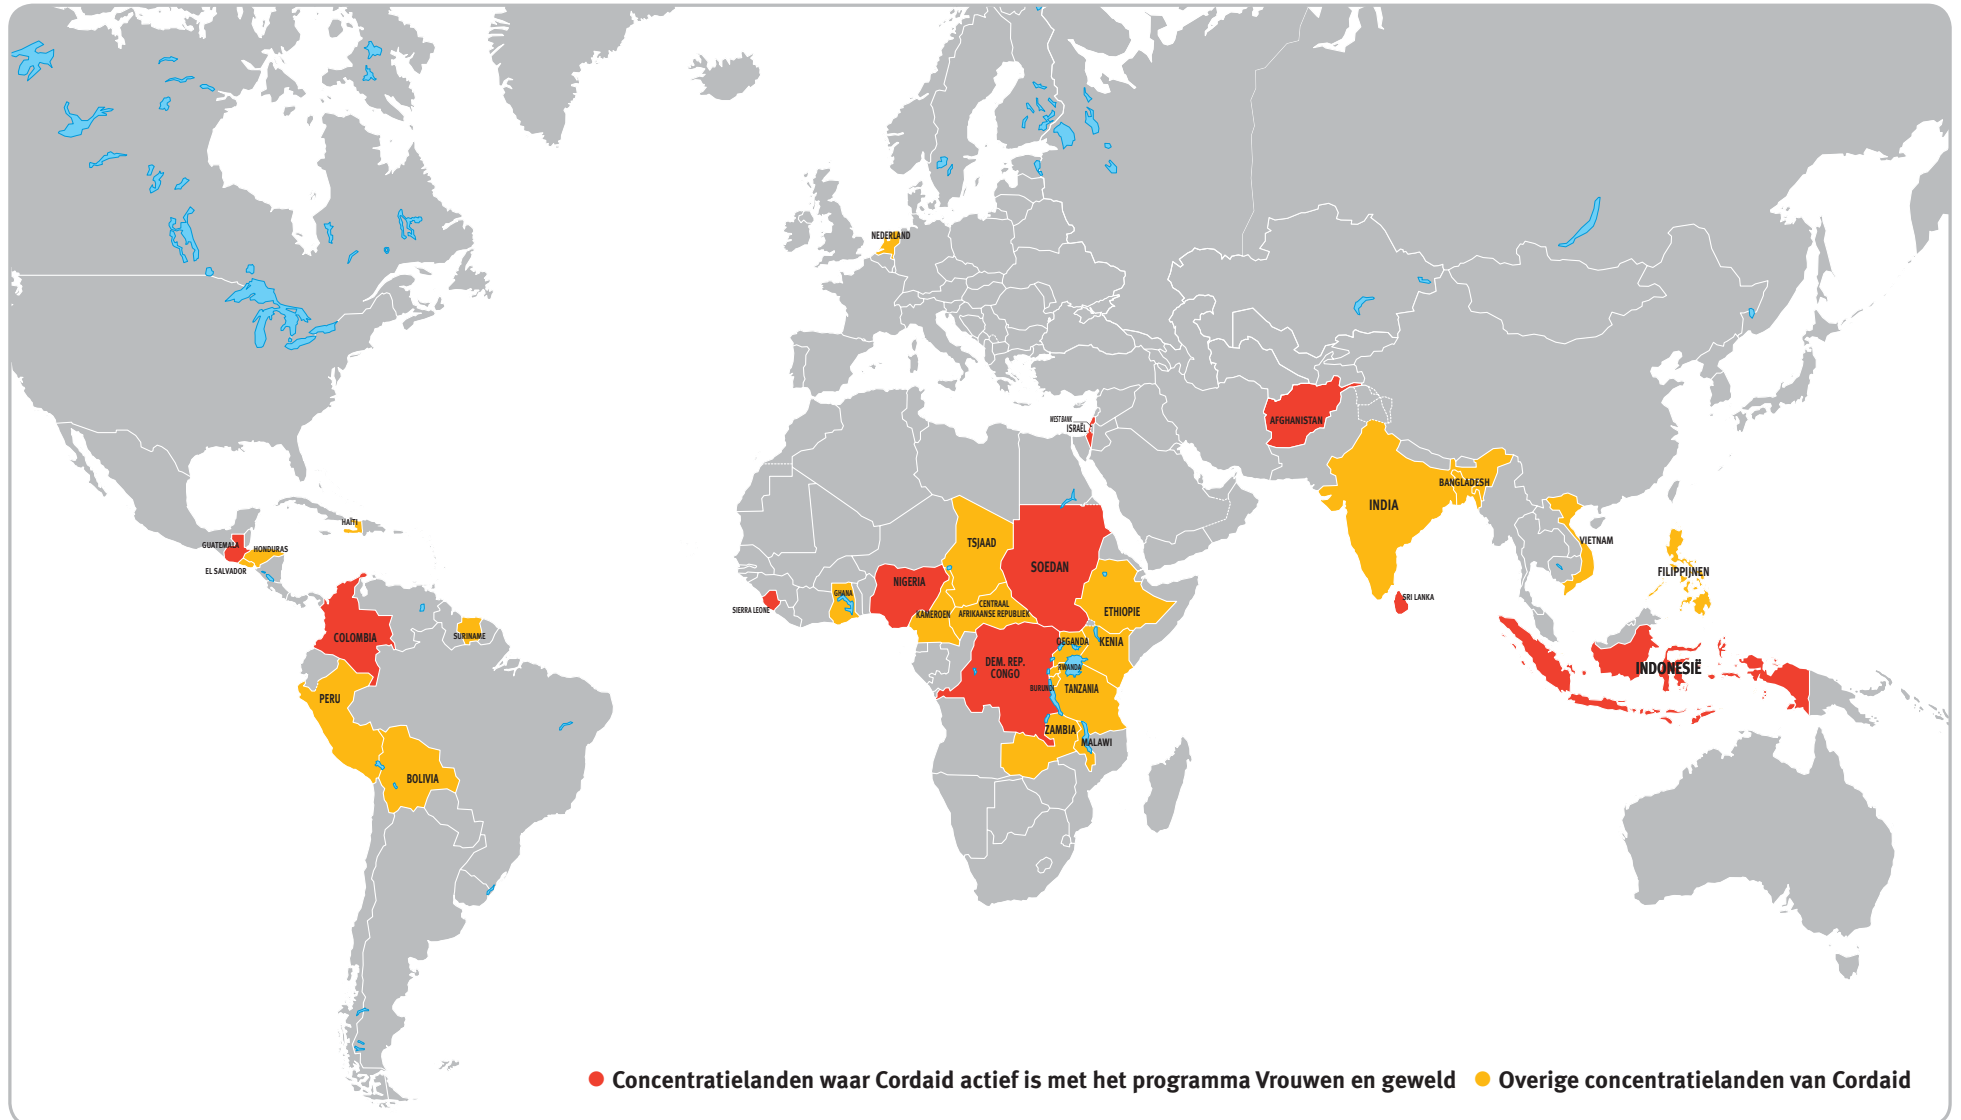 NEDERLAND
WESTBANK
ISRAËL
AFGHANISTAN
BANGLADESH
INDIA
HAÏTI
GUATEMALA
HONDURAS
EL SALVADOR
TSJAAD
SOEDAN
VIETNAM
FILIPPIJNEN
NIGERIA
GHANA
SIERRA LEONE
KAMEROEN
CENTRAAL
AFRIKAANSE REPUBLIEK
ETHIOPIE
SRI LANKA
COLOMBIA
SURINAME
OEGANDA
KENIA
DEM. REP.
CONGO
RWANDA
BURUNDI
TANZANIA
INDONESIË
PERU
ZAMBIA
MALAWI
BOLIVIA
Concentratielanden waar Cordaid actief is met het programma Vrouwen en geweld
Overige concentratielanden van Cordaid